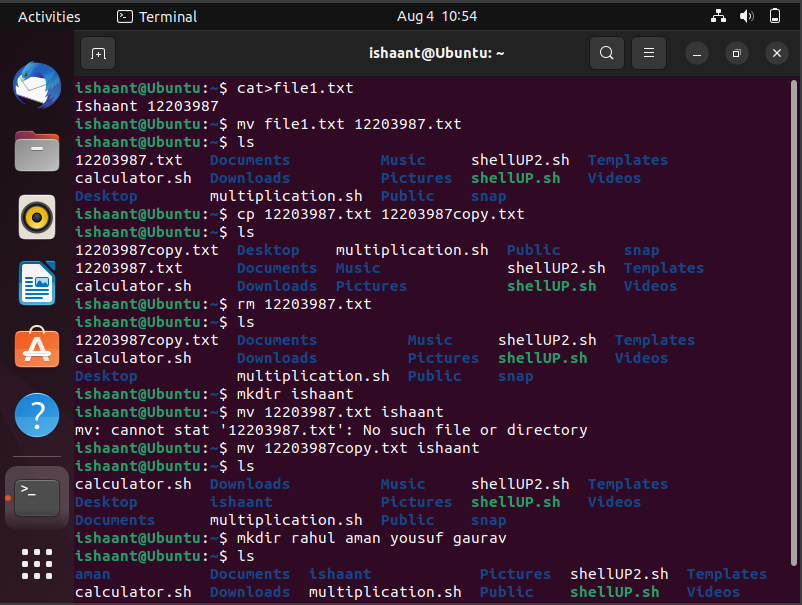 Activities Terminal Aug 4 10:54
ishaant@Ubuntu: ~
ishaant@Ubuntu:~$ cat>file1.txt
Ishaant 12203987
ishaant@Ubuntu:~$ mv file1.txt 12203987.txt
ishaant@Ubuntu:~$ ls
12203987.txt Documents Music shellUP2.sh Templates
calculator.sh Downloads Pictures shellUP.sh Videos
Desktop multiplication.sh Public snap
ishaant@Ubuntu:~$ cp 12203987.txt 12203987copy.txt
ishaant@Ubuntu:~$ ls
12203987copy.txt Desktop multiplication.sh Public snap
12203987.txt Documents Music shellUP2.sh Templates
calculator.sh Downloads Pictures shellUP.sh Videos
ishaant@Ubuntu:~$ rm 12203987.txt
ishaant@Ubuntu:~$ ls
12203987copy.txt Documents Music shellUP2.sh Templates
calculator.sh Downloads Pictures shellUP.sh Videos
Desktop multiplication.sh Public snap
ishaant@Ubuntu:~$ mkdir ishaant
ishaant@Ubuntu:~$ mv 12203987.txt ishaant
mv: cannot stat '12203987.txt': No such file or directory
ishaant@Ubuntu:~$ mv 12203987copy.txt ishaant
ishaant@Ubuntu:~$ ls
calculator.sh Downloads Music shellUP2.sh Templates
Desktop ishaant Pictures shellUP.sh Videos
Documents multiplication.sh Public snap
ishaant@Ubuntu:~$ mkdir rahul aman yousuf gaurav
ishaant@Ubuntu:~$ ls
aman Documents ishaant Pictures shellUP2.sh Templates
calculator.sh Downloads multiplication.sh Public shellUP.sh Videos